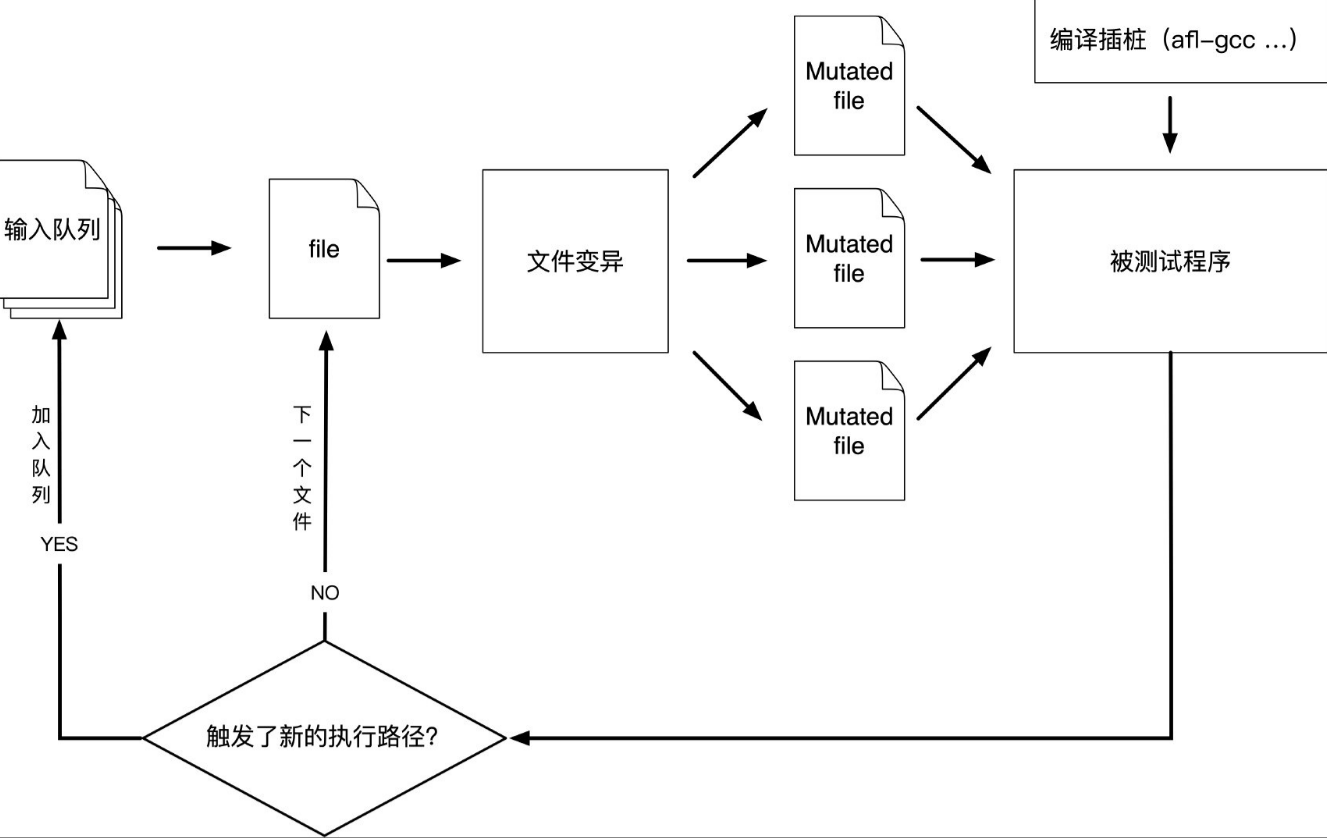 编译插桩（afl-gcc ...）
Mutated
file
输入队列
file
文件变异
Mutated
file
被测试程序
Mutated
file
加入队列
下一个文件
YES
NO
触发了新的执行路径?